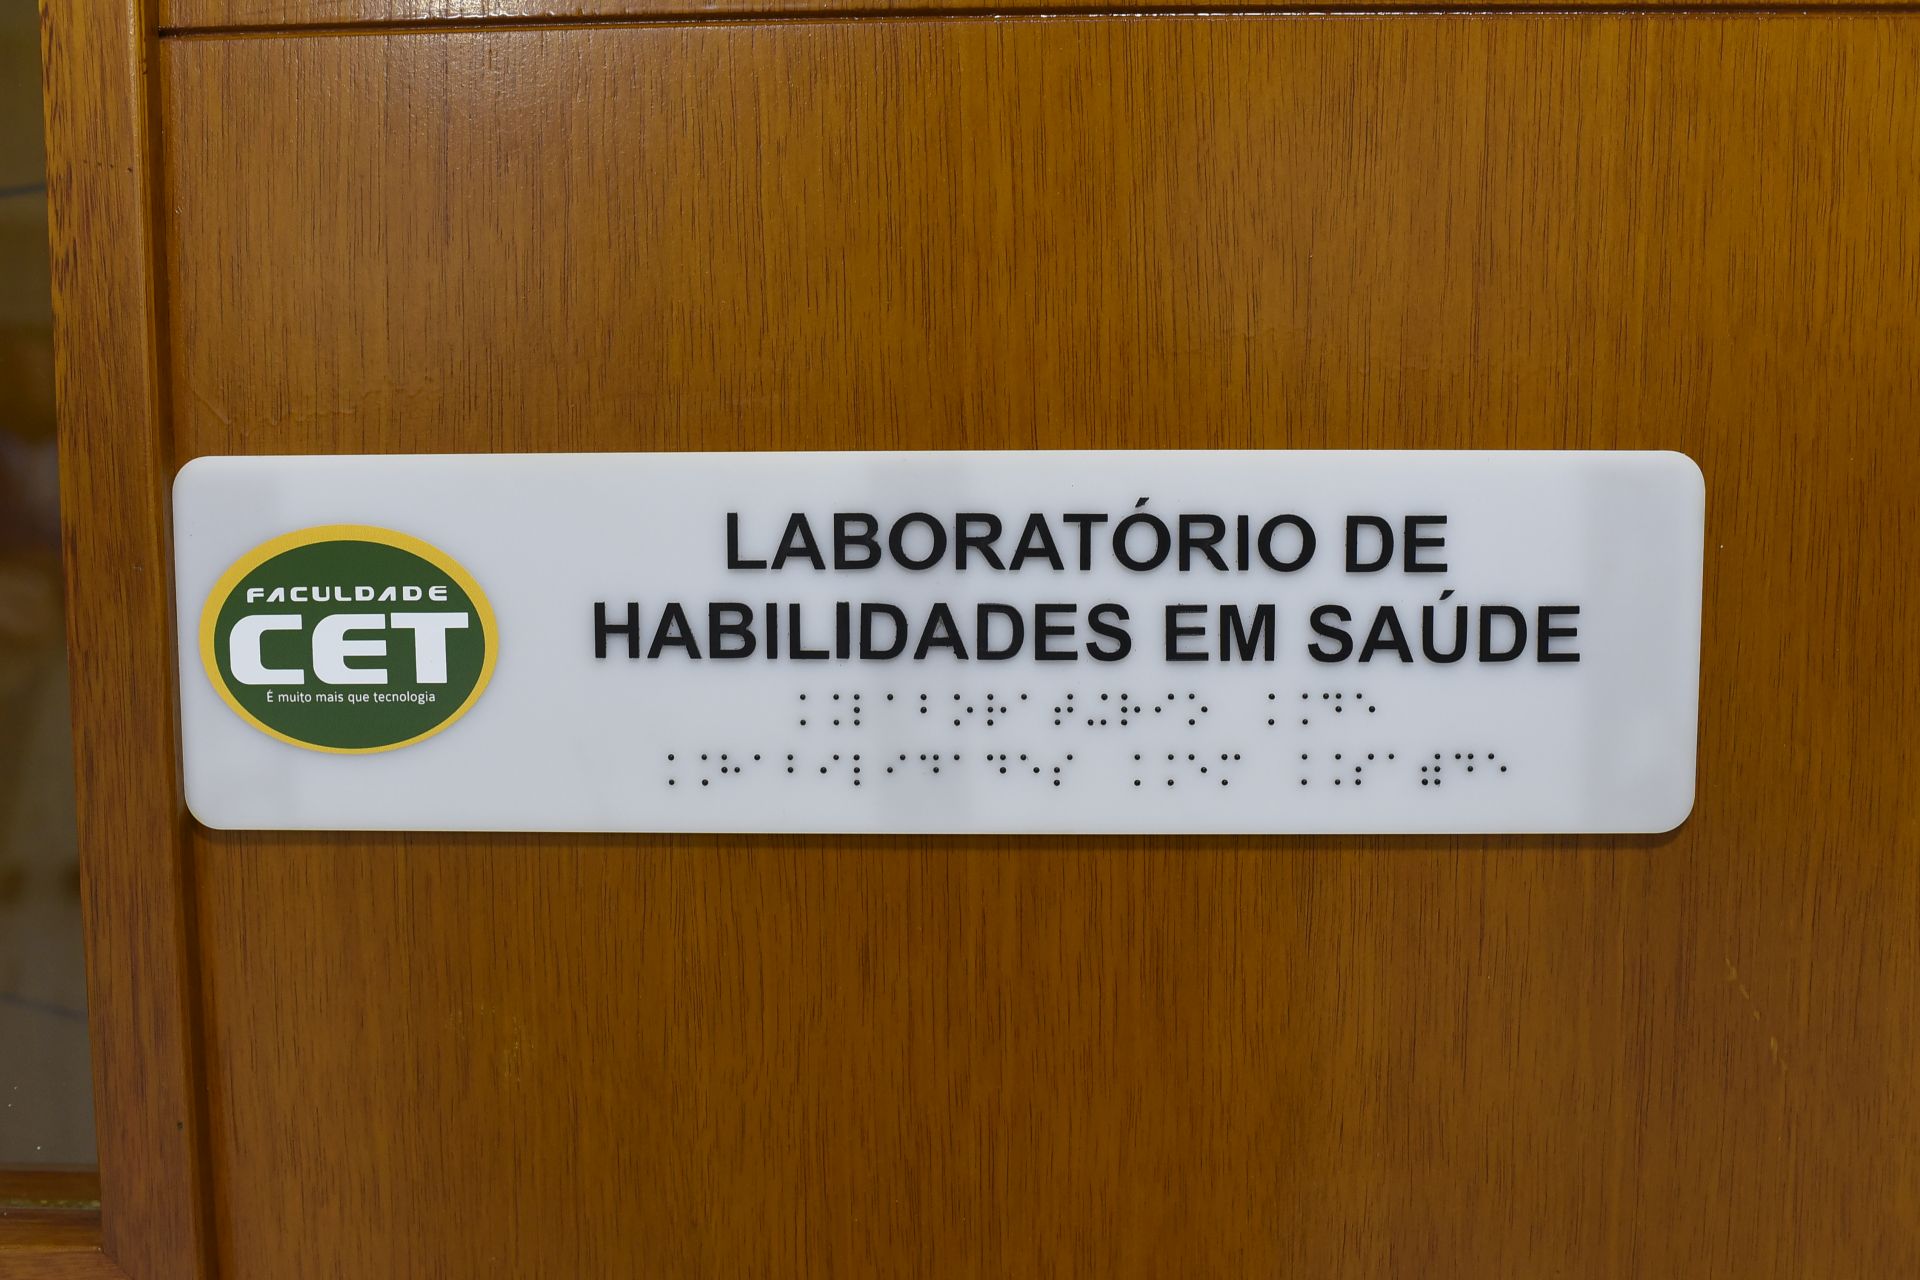 FACULDADE
CET
É muito mais que tecnologia
LABORATÓRIO DE
HABILIDADES EM SAÚDE
⠨⠨⠇⠁⠃⠕⠗⠁⠞⠬⠗⠊⠕ ⠨⠨⠙⠑
⠨⠨⠓⠁⠃⠊⠇⠊⠙⠁⠙⠑⠎ ⠨⠨⠑⠍ ⠨⠨⠎⠁⠾⠙⠑